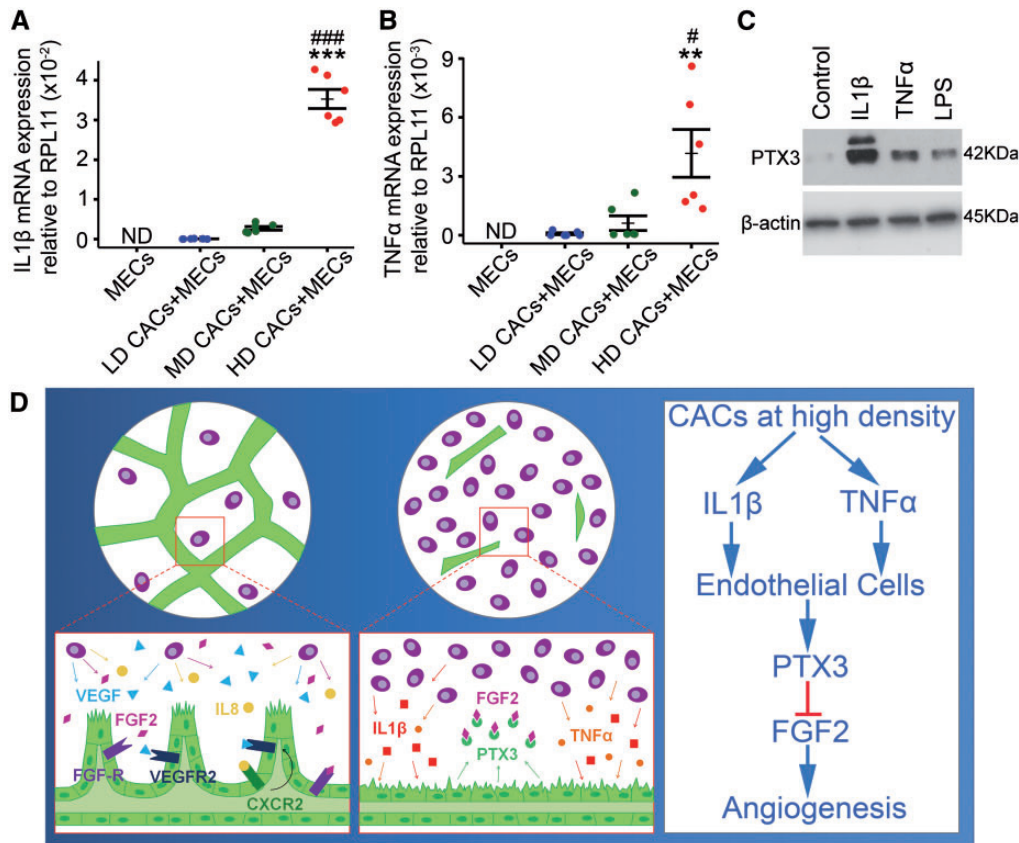 A
IL1β mRNA expression
relative to RPL11 (x10⁻²)
###
***
4
3
2
1
0
ND
MECs
LD CACs+MECs
MD CACs+MECs
HD CACs+MECs
B
TNFα mRNA expression
relative to RPL11 (x10⁻³)
#
**
9
6
3
0
ND
MECs
LD CACs+MECs
MD CACs+MECs
HD CACs+MECs
C
Control
IL1β
TNFα
LPS
PTX3
42KDa
β-actin
45KDa
D
VEGF
FGF2
IL8
FGF-R
VEGFR2
CXCR2
IL1β
FGF2
PTX3
TNFα
CACs at high density
IL1β
TNFα
Endothelial Cells
PTX3
FGF2
Angiogenesis